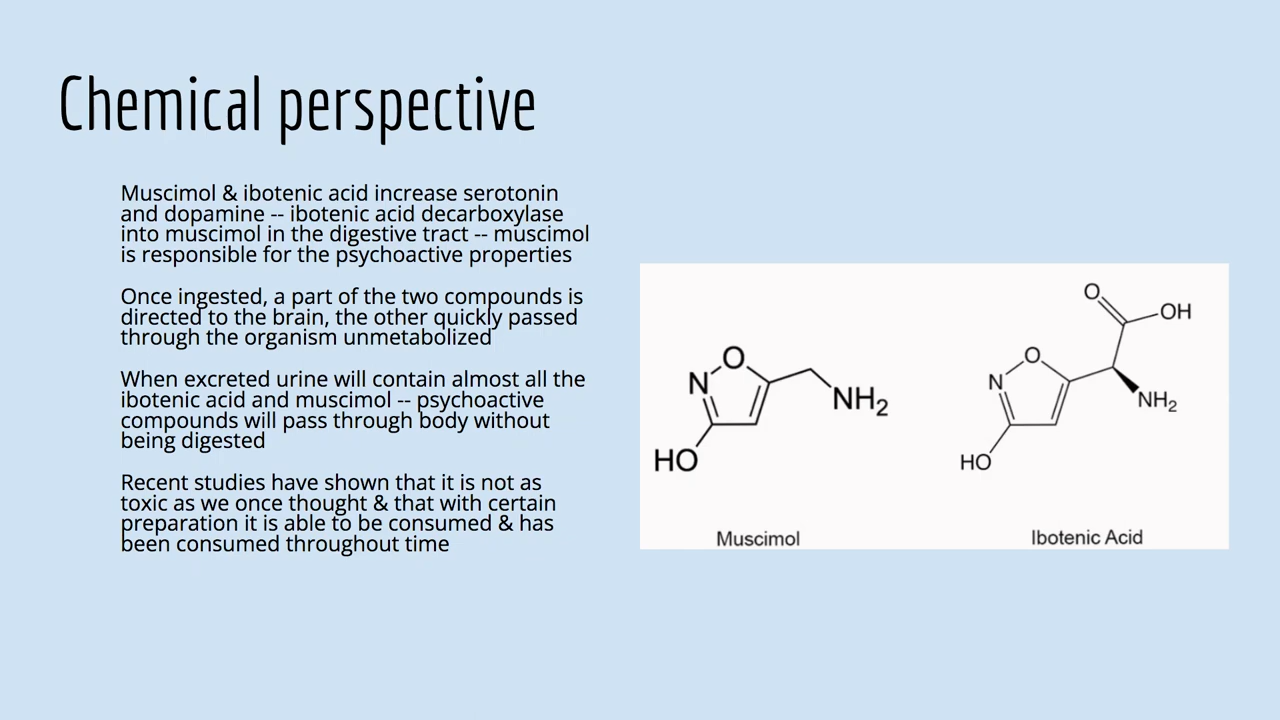 Chemical perspective
Muscimol & ibotenic acid increase serotonin
and dopamine -- ibotenic acid decarboxylase
into muscimol in the digestive tract -- muscimol
is responsible for the psychoactive properties
Once ingested, a part of the two compounds is
directed to the brain, the other quickly passed
through the organism unmetabolized
When excreted urine will contain almost all the
ibotenic acid and muscimol -- psychoactive
compounds will pass through body without
being digested
Recent studies have shown that it is not as
toxic as we once thought & that with certain
preparation it is able to be consumed & has
been consumed throughout time
O
N
NH2
HO
Muscimol
O
OH
O
N
NH2
HO
Ibotenic Acid